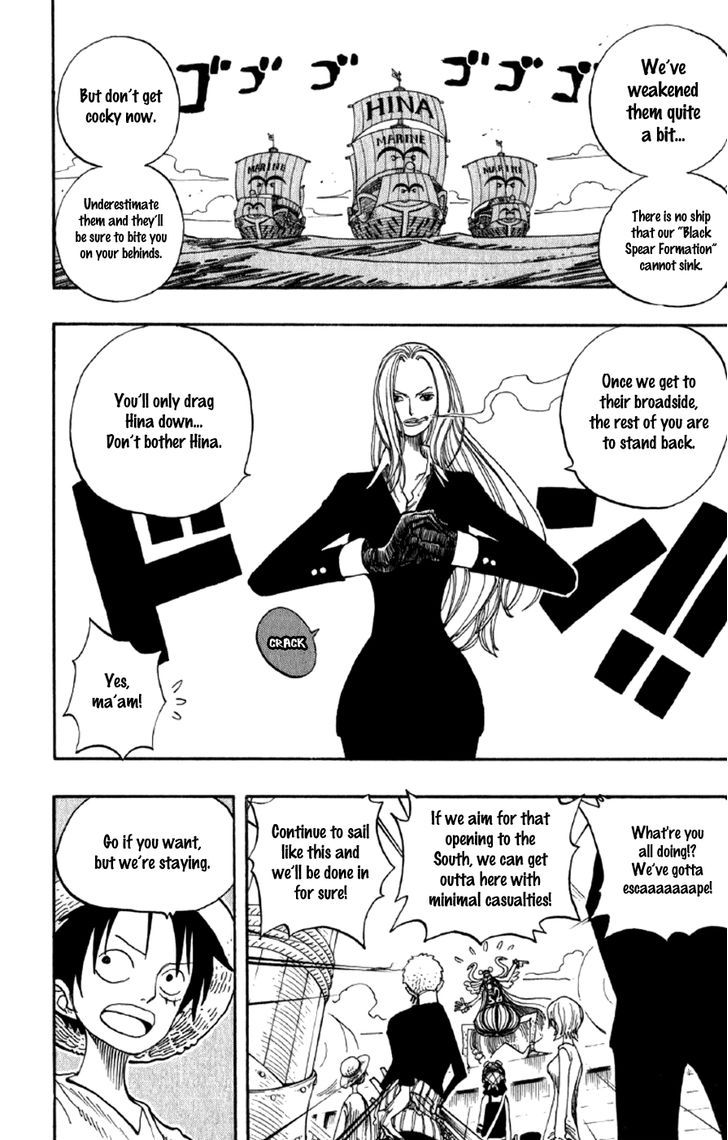 We've
weakened
them quite
a bit...
There is no ship
that our "Black
Spear Formation"
cannot sink.
ゴゴゴ
ゴゴゴ
HINA
MARINE
MARINE
MARINE
But don't get
cocky now.
Underestimate
them and they'll
be sure to bite you
on your behinds.
Once we get to
their broadside,
the rest of you are
to stand back.
You'll only drag
Hina down...
Don't bother Hina.
ドン!!
CRACK
Yes,
ma'am!
What're you
all doing!?
We've gotta
escaaaaaaape!
If we aim for that
opening to the
South, we can get
outta here with
minimal casualties!
Continue to sail
like this and
we'll be done in
for sure!
Go if you want,
but we're staying.